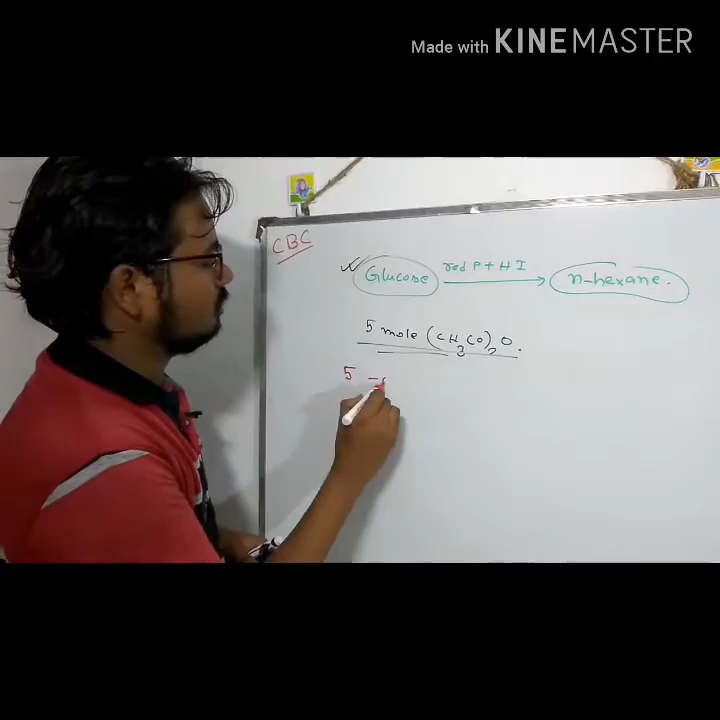 Made with KINEMASTER
CBC
Glucose red P + HI n-hexane.
5 mole (CH3CO)2O.
5 -